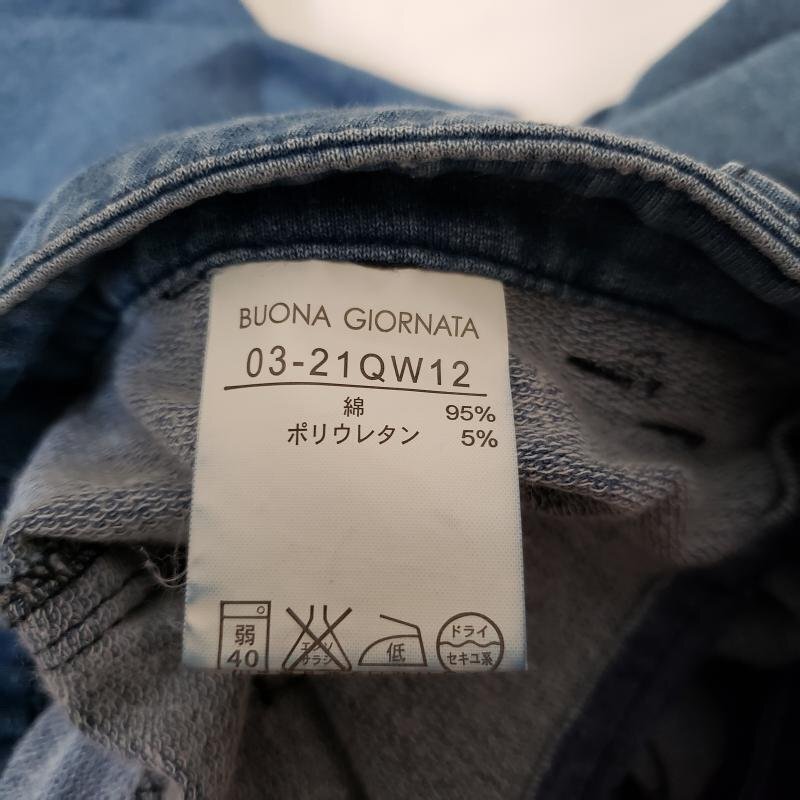 BUONA GIORNATA
03-21QW12
綿 95%
ポリウレタン 5%
弱 40
エンソサラシ
低
ドライ
セキユ系